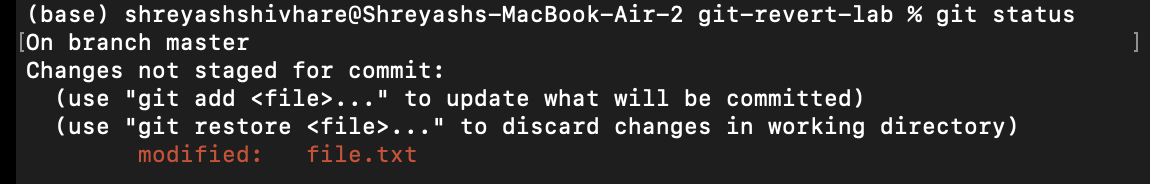 (base) shreyashshivhare@Shreyashs-MacBook-Air-2 git-revert-lab % git status
[On branch master ]
Changes not staged for commit:
  (use "git add <file>..." to update what will be committed)
  (use "git restore <file>..." to discard changes in working directory)
        modified:   file.txt